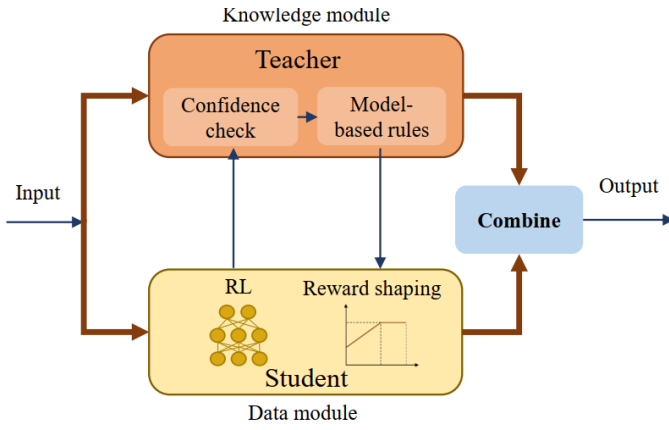 Knowledge module
Teacher
Confidence
check
Model-
based rules
Input
Output
Combine
RL
Reward shaping
Student
Data module